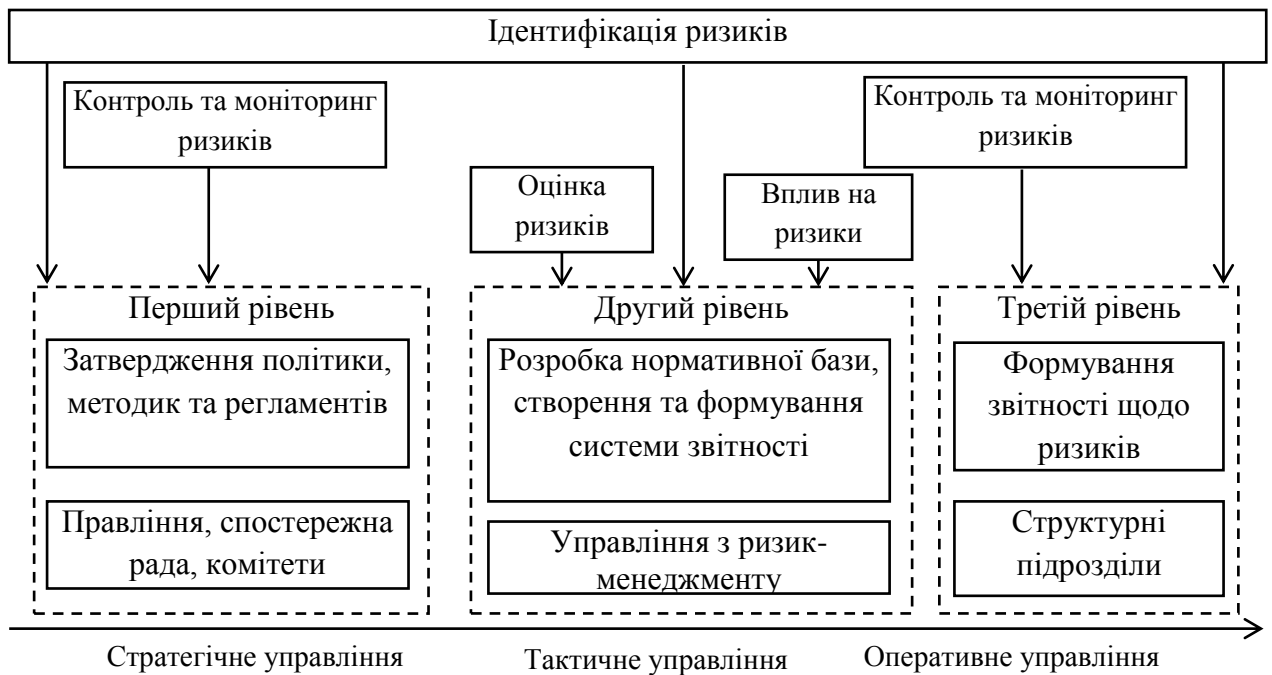 Ідентифікація ризиків
Контроль та моніторинг
ризиків
Контроль та моніторинг
ризиків
Оцінка
ризиків
Вплив на
ризики
Перший рівень
Затвердження політики,
методик та регламентів
Правління, спостережна
рада, комітети
Другий рівень
Розробка нормативної бази,
створення та формування
системи звітності
Управління з ризик-
менеджменту
Третій рівень
Формування
звітності щодо
ризиків
Структурні
підрозділи
Стратегічне управління
Тактичне управління
Оперативне управління